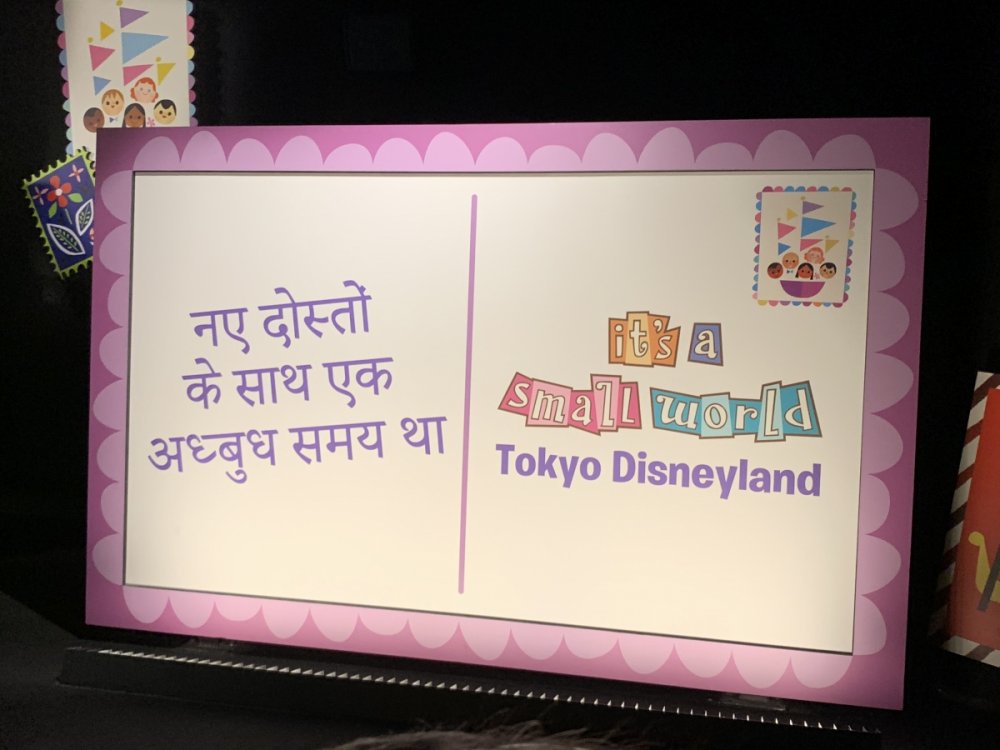 नए दोस्तों
के साथ एक
अध्बुध समय था
it's a
small world
Tokyo Disneyland